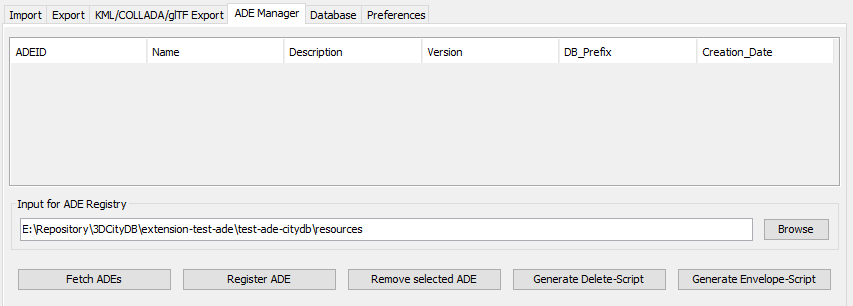 Import Export KML/COLLADA/glTF Export ADE Manager Database Preferences
ADEID Name Description Version DB_Prefix Creation_Date
Input for ADE Registry
E:\Repository\3DCityDB\extension-test-ade\test-ade-citydb\resources Browse
Fetch ADEs Register ADE Remove selected ADE Generate Delete-Script Generate Envelope-Script